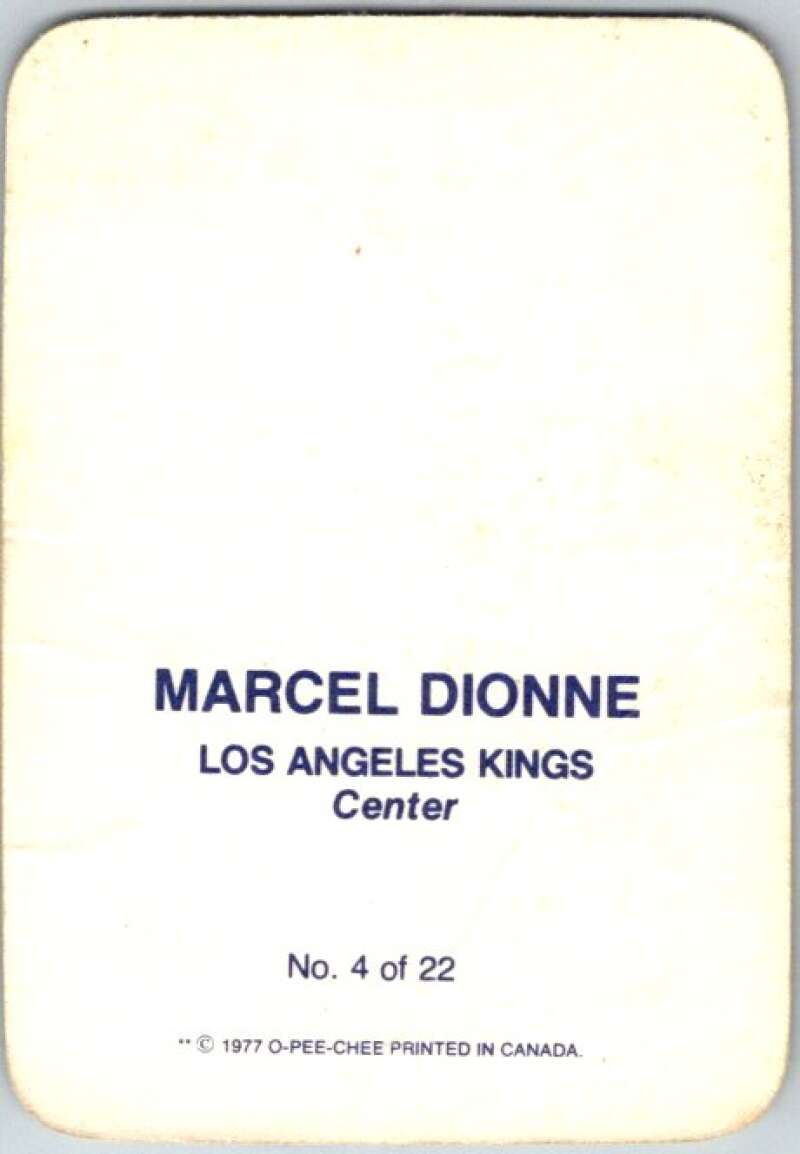 MARCEL DIONNE
LOS ANGELES KINGS
Center
No. 4 of 22
** © 1977 O-PEE-CHEE PRINTED IN CANADA.